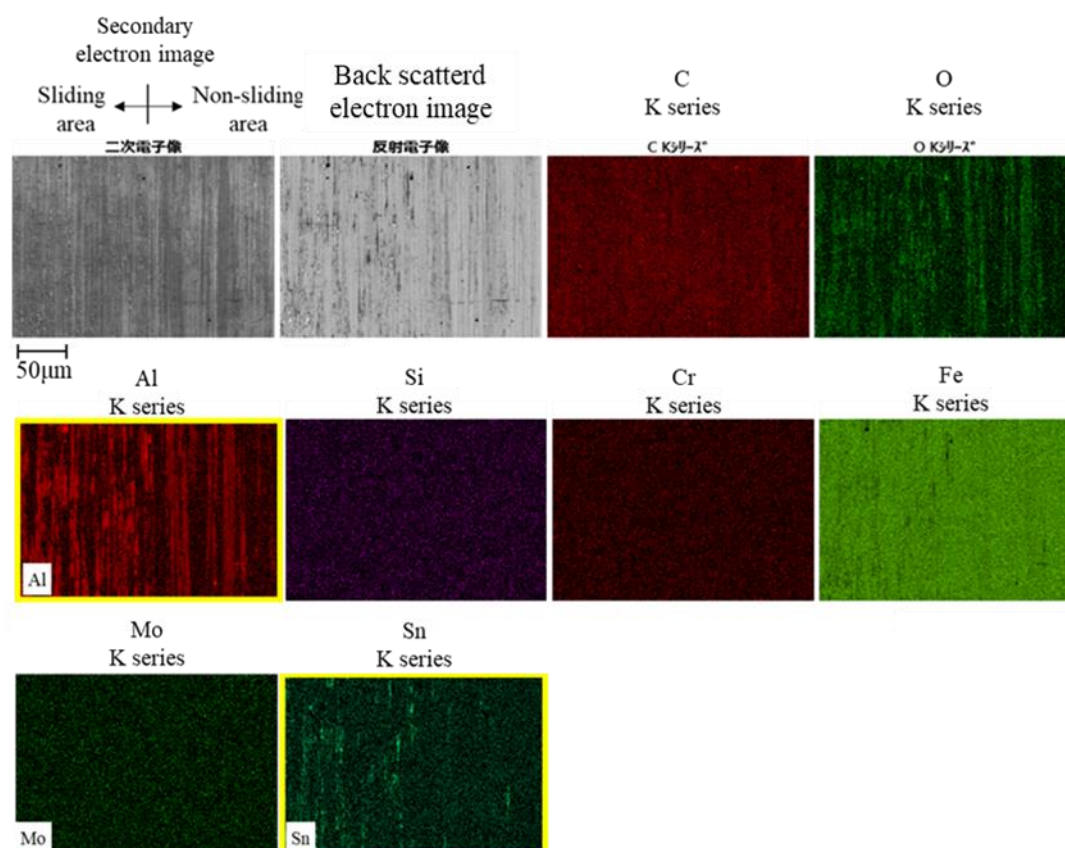 Secondary
electron image
Sliding
area
Non-sliding
area
Back scatterd
electron image
C
K series
O
K series
二次電子像
反射電子像
C Kシリーズ
O Kシリーズ
50μm
Al
K series
Si
K series
Cr
K series
Fe
K series
Al
Mo
K series
Sn
K series
Mo
Sn